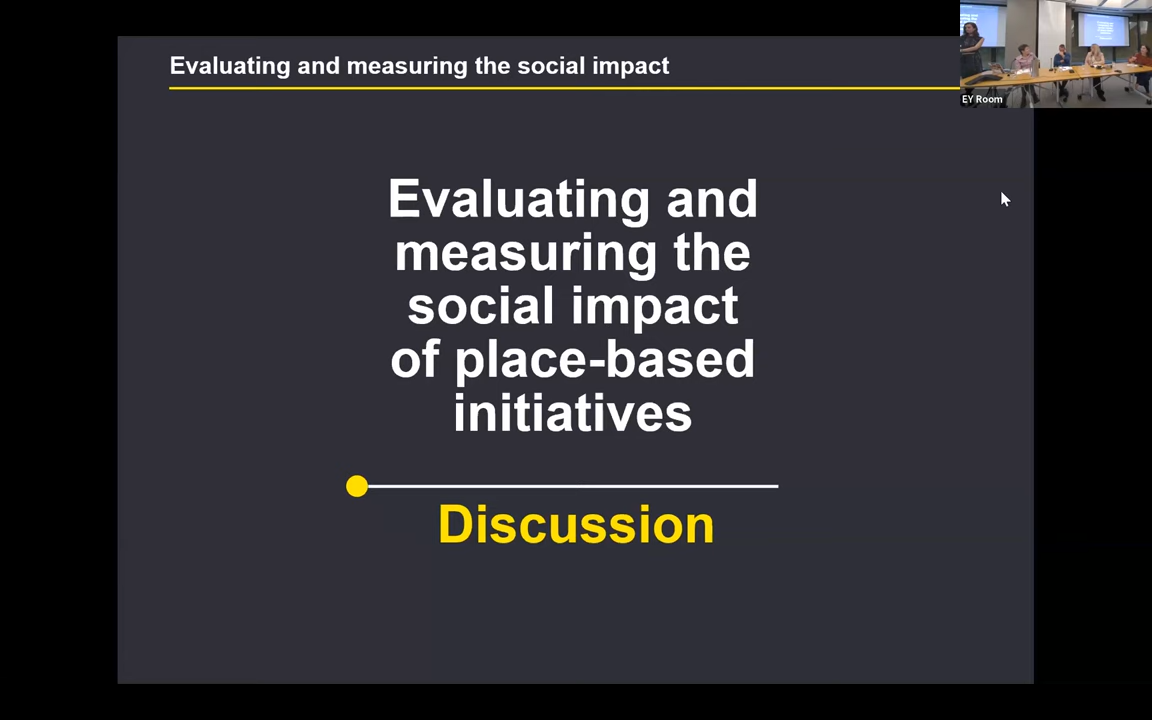 Evaluating and measuring the social impact
EY Room
Evaluating and
measuring the
social impact
of place-based
initiatives
Discussion